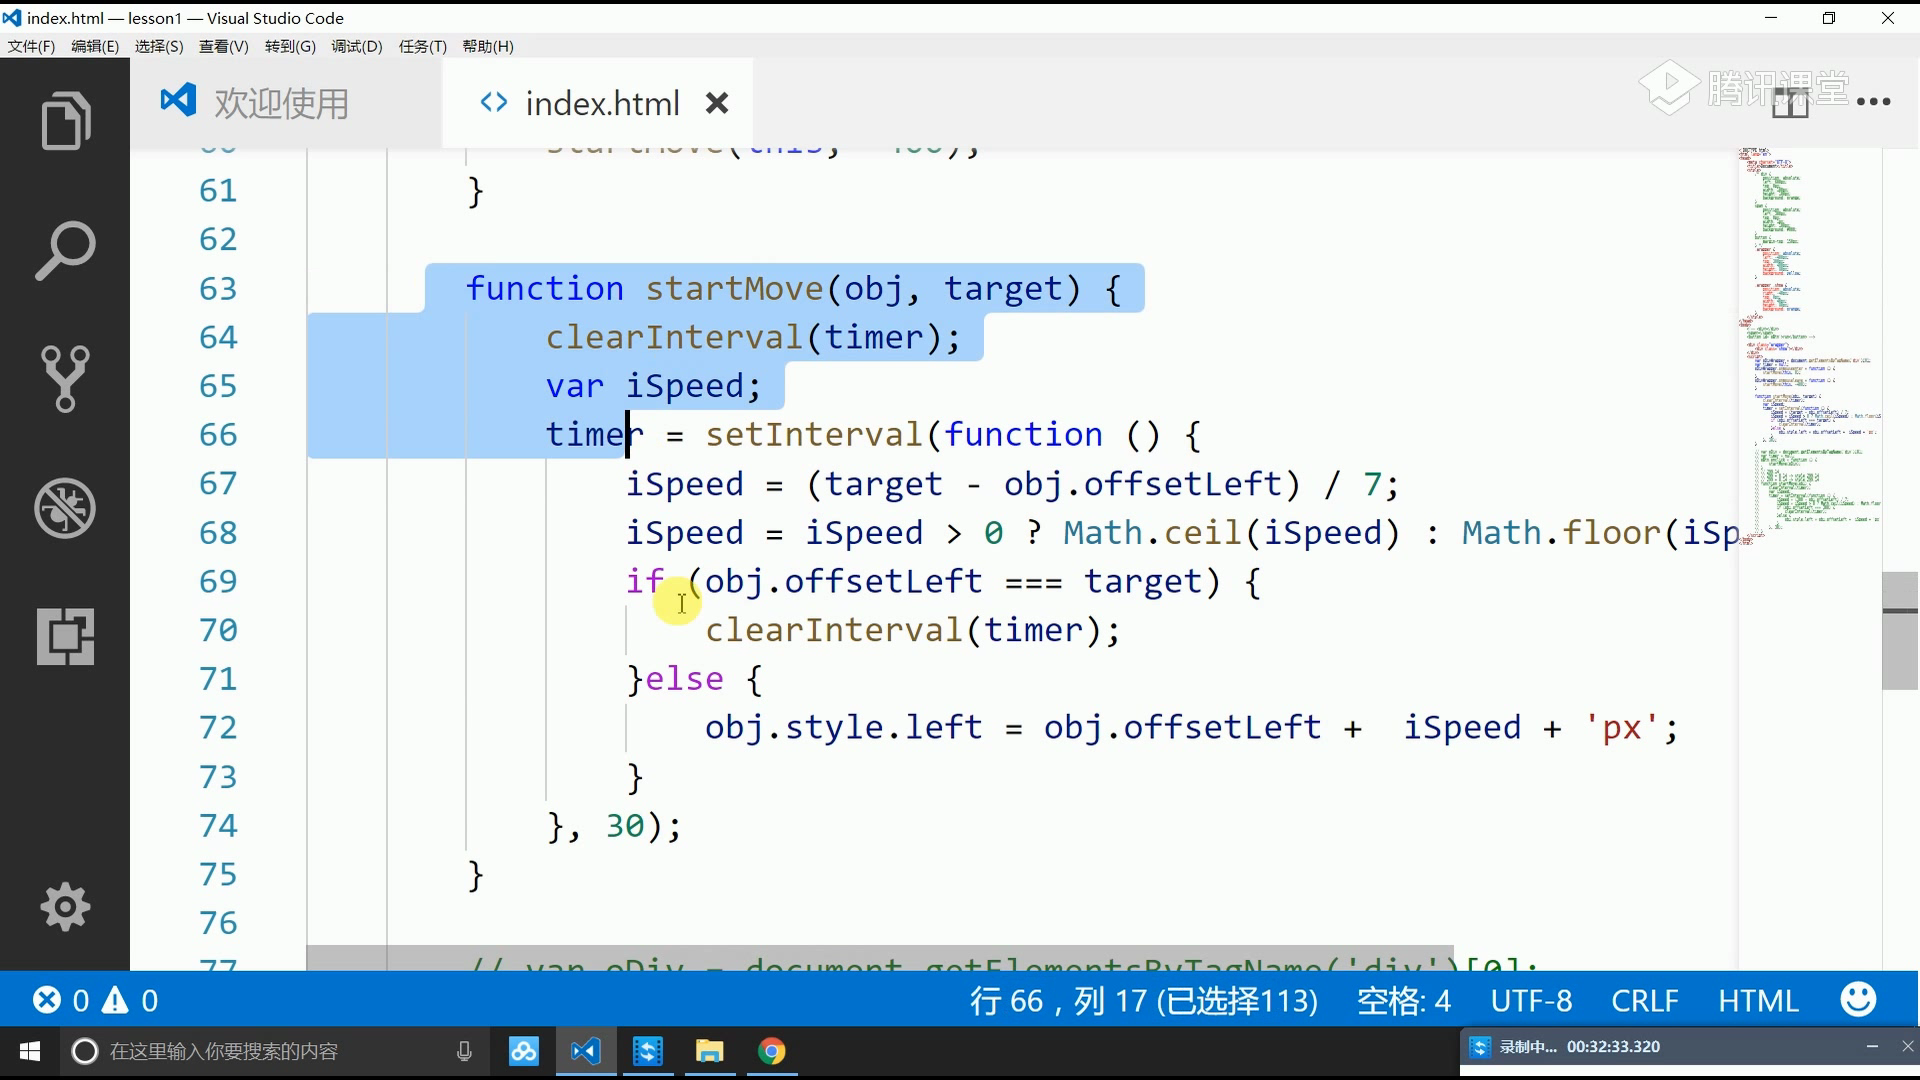 index.html — lesson1 — Visual Studio Code
文件(F) 编辑(E) 选择(S) 查看(V) 转到(G) 调试(D) 任务(T) 帮助(H)
欢迎使用
index.html
腾讯课堂
startMove(this, -400);
61 }
62
63 function startMove(obj, target) {
64 clearInterval(timer);
65 var iSpeed;
66 timer = setInterval(function () {
67 iSpeed = (target - obj.offsetLeft) / 7;
68 iSpeed = iSpeed > 0 ? Math.ceil(iSpeed) : Math.floor(iSp
69 if (obj.offsetLeft === target) {
70 clearInterval(timer);
71 }else {
72 obj.style.left = obj.offsetLeft +  iSpeed + 'px';
73 }
74 }, 30);
75 }
76
77 // var oDiv = document.getElementsByTagName('div')[0];
0 0
行 66，列 17 (已选择113) 空格: 4 UTF-8 CRLF HTML
在这里输入你要搜索的内容
录制中... 00:32:33.320